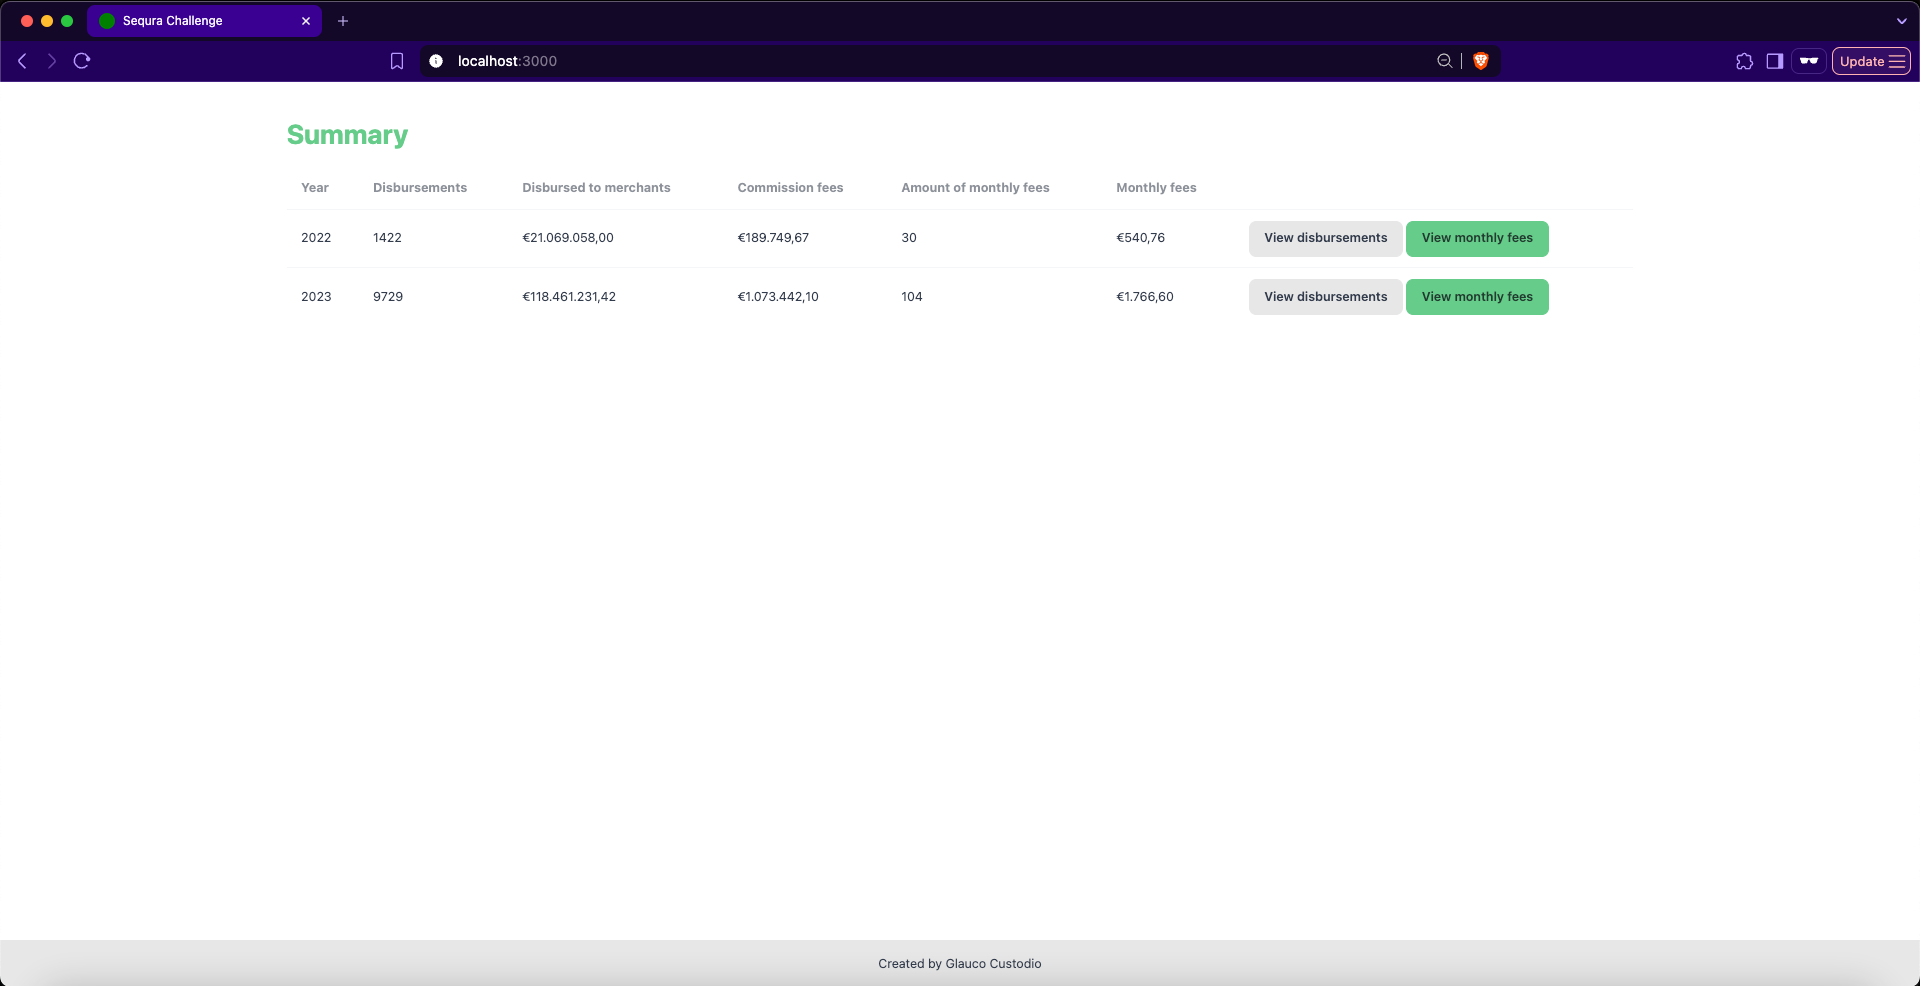 Sequra Challenge
localhost:3000
Update
Summary
Year Disbursements Disbursed to merchants Commission fees Amount of monthly fees Monthly fees
2022 1422 €21.069.058,00 €189.749,67 30 €540,76 View disbursements View monthly fees
2023 9729 €118.461.231,42 €1.073.442,10 104 €1.766,60 View disbursements View monthly fees
Created by Glauco Custodio